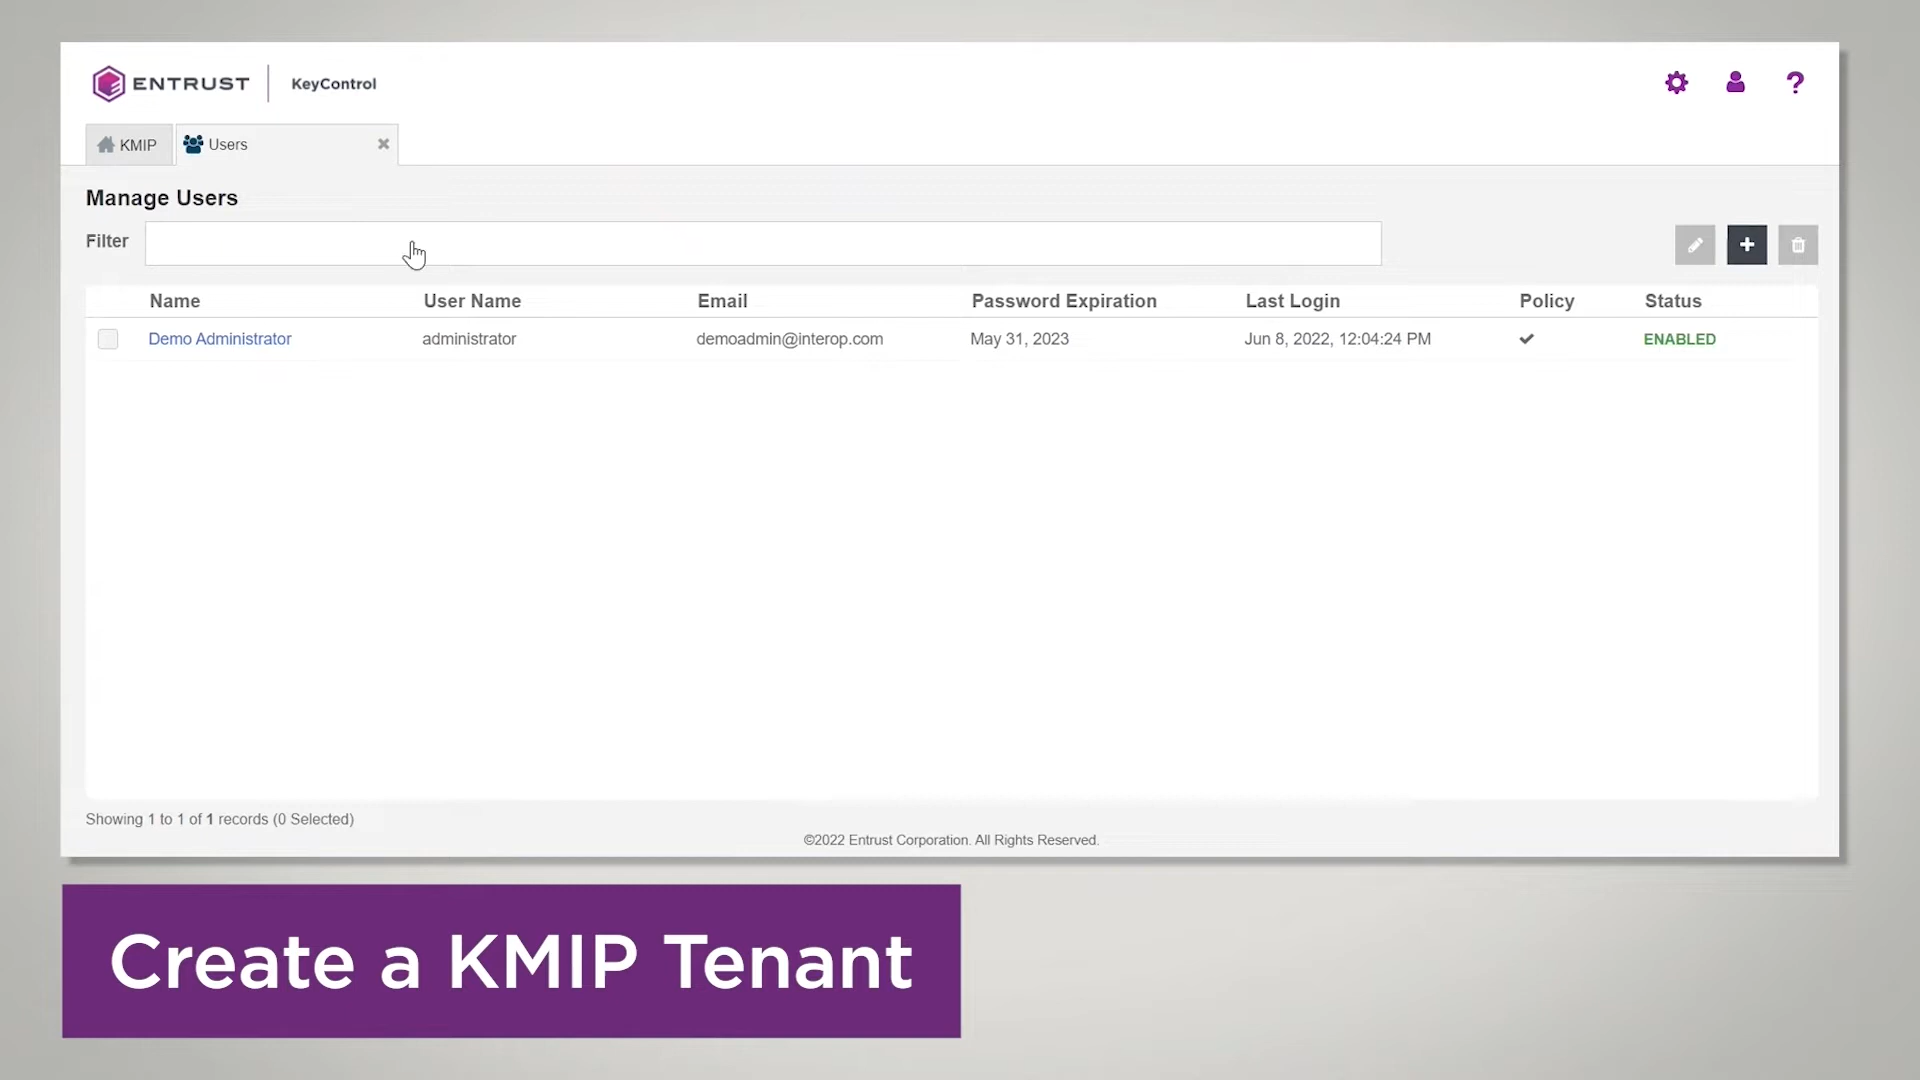 ENTRUST KeyControl
KMIP Users
Manage Users
Filter
Name User Name Email Password Expiration Last Login Policy Status
Demo Administrator administrator demoadmin@interop.com May 31, 2023 Jun 8, 2022, 12:04:24 PM ENABLED
Showing 1 to 1 of 1 records (0 Selected)
©2022 Entrust Corporation. All Rights Reserved.
Create a KMIP Tenant